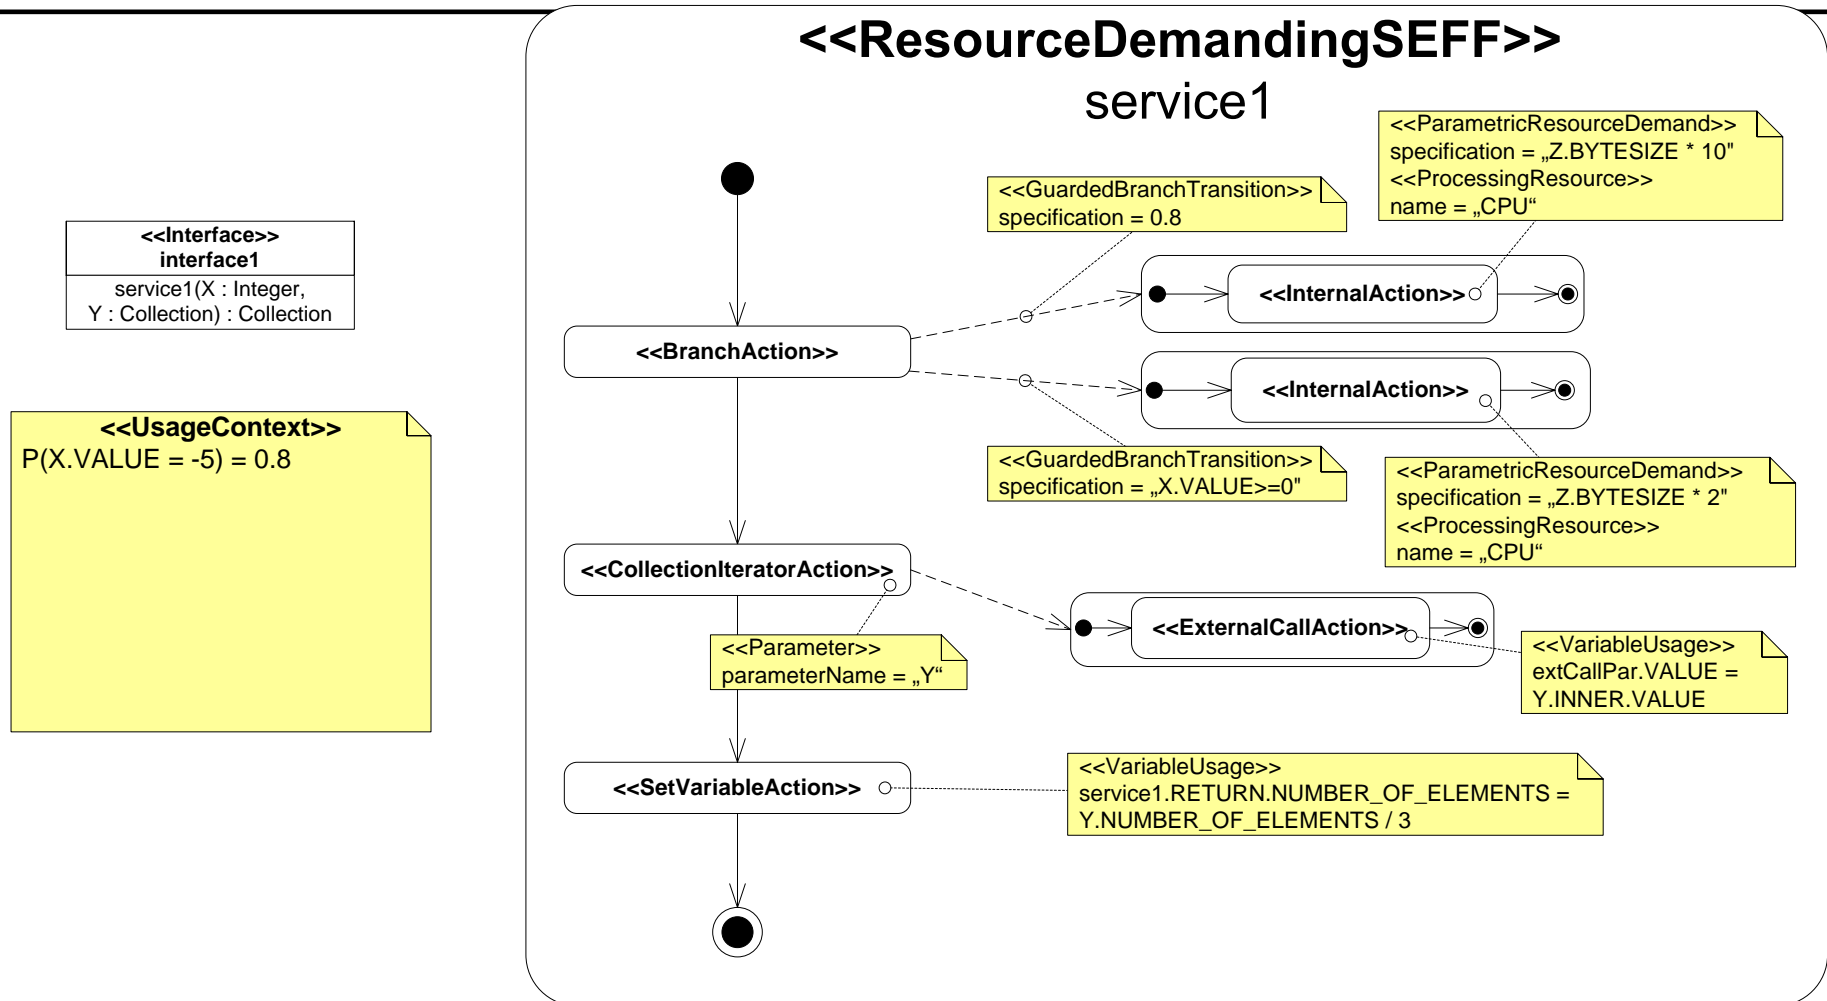 <<ResourceDemandingSEFF>>
service1
<<Interface>>
interface1
service1(X : Integer,
Y : Collection) : Collection
<<UsageContext>>
P(X.VALUE = -5) = 0.8
<<GuardedBranchTransition>>
specification = 0.8
<<ParametricResourceDemand>>
specification = „Z.BYTESIZE * 10"
<<ProcessingResource>>
name = „CPU“
<<InternalAction>>
<<BranchAction>>
<<InternalAction>>
<<GuardedBranchTransition>>
specification = „X.VALUE>=0"
<<ParametricResourceDemand>>
specification = „Z.BYTESIZE * 2"
<<ProcessingResource>>
name = „CPU“
<<CollectionIteratorAction>>
<<Parameter>>
parameterName = „Y“
<<ExternalCallAction>>
<<VariableUsage>>
extCallPar.VALUE =
Y.INNER.VALUE
<<SetVariableAction>>
<<VariableUsage>>
service1.RETURN.NUMBER_OF_ELEMENTS =
Y.NUMBER_OF_ELEMENTS / 3